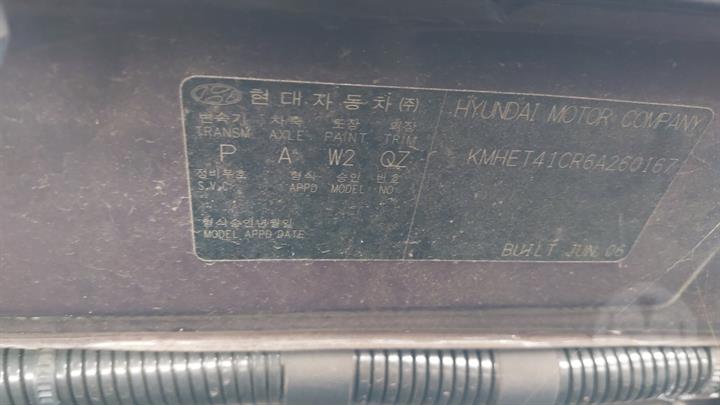 현대자동차(주) HYUNDAI MOTOR COMPANY
변속기 차축 도장 화장
TRANSM AXLE PAINT TRIM
P A W2 QZ KMHET41CR6A260167
정비부호 형식 승인 번호
S.V.C APPD MODEL NO
형식승인년월일
MODEL APPD DATE
BUILT JUN. 06